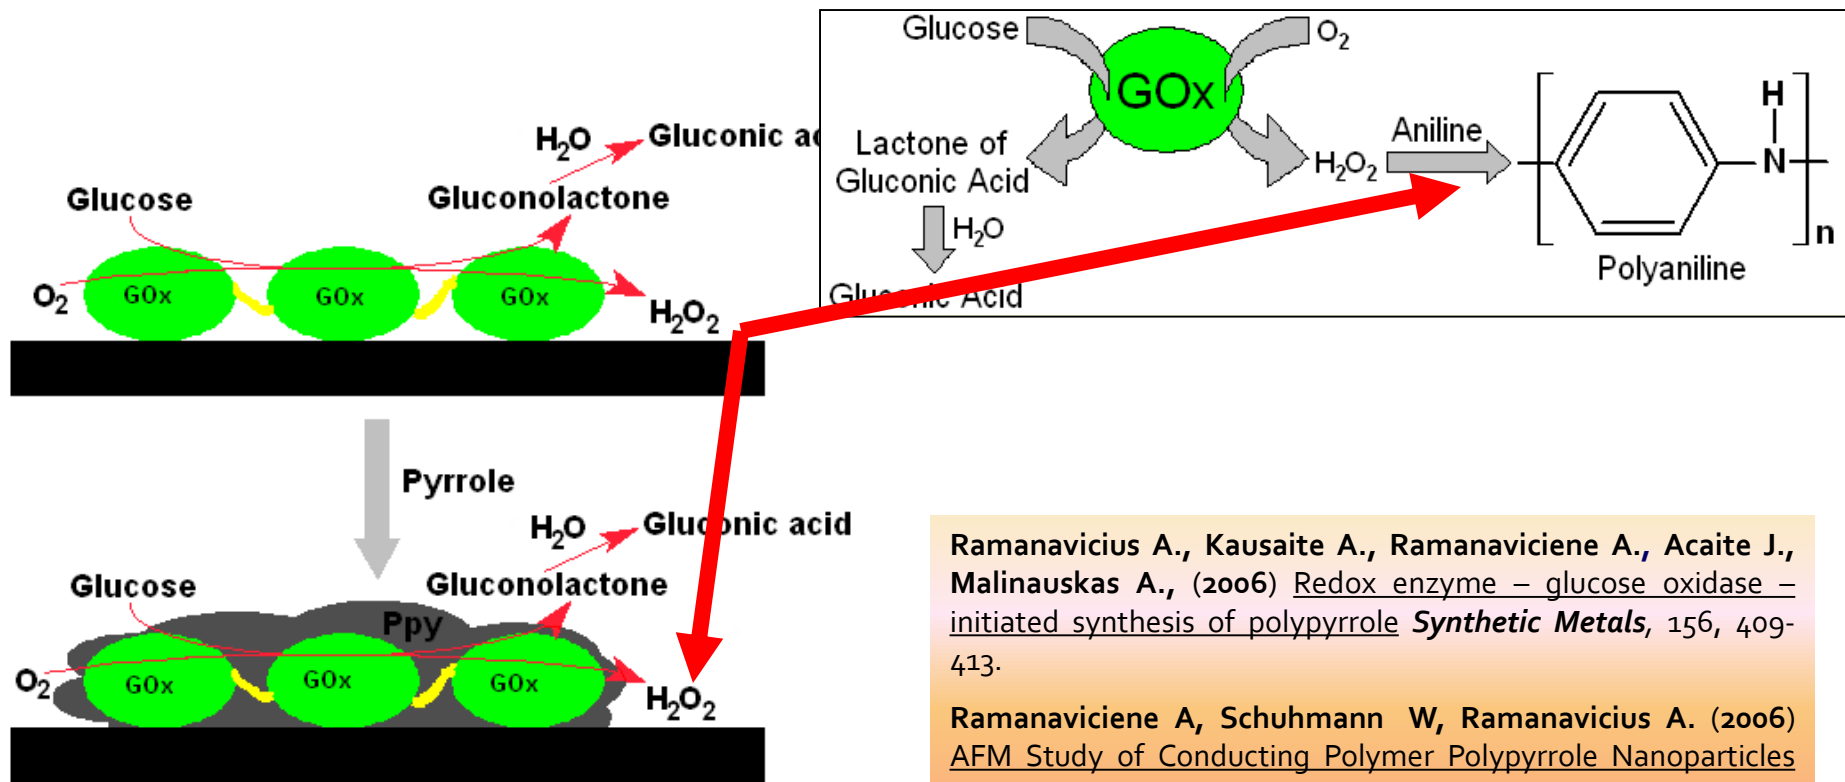 Glucose
O2
GOx
Lactone of
Gluconic Acid
H2O
Gluconic Acid
H2O2
Aniline
H
N
n
Polyaniline
H2O
Gluconic
Gluconolactone
Glucose
O2
GOx
GOx
GOx
H2O2
Pyrrole
H2O
Gluconic acid
Gluconolactone
Glucose
Ppy
O2
GOx
GOx
GOx
H2O2
Ramanavicius A., Kausaite A., Ramanaviciene A., Acaite J.,
Malinauskas A., (2006) Redox enzyme – glucose oxidase –
initiated synthesis of polypyrrole Synthetic Metals, 156, 409-
413.
Ramanaviciene A, Schuhmann W, Ramanavicius A. (2006)
AFM Study of Conducting Polymer Polypyrrole Nanoparticles